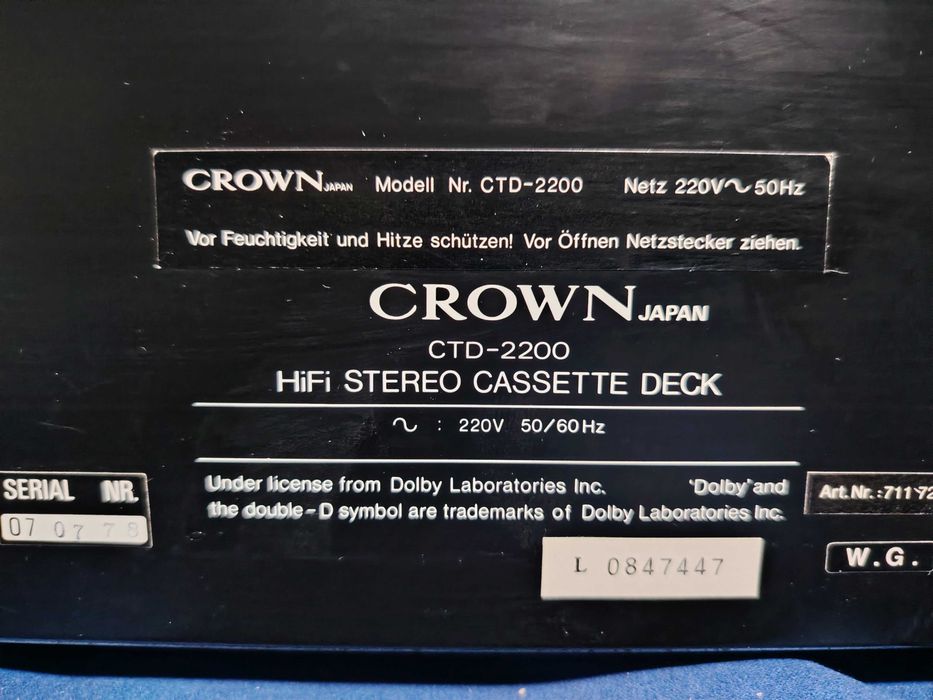 CROWN JAPAN Modell Nr. CTD-2200 Netz 220V~50Hz
Vor Feuchtigkeit und Hitze schützen! Vor Öffnen Netzstecker ziehen.
CROWN JAPAN
CTD-2200
HiFi STEREO CASSETTE DECK
~ : 220V 50/60Hz
SERIAL NR.
07 07 78
Under license from Dolby Laboratories Inc. "Dolby" and
the double-D symbol are trademarks of Dolby Laboratories Inc.
Art.Nr.:71172
W.G.
L 0847447